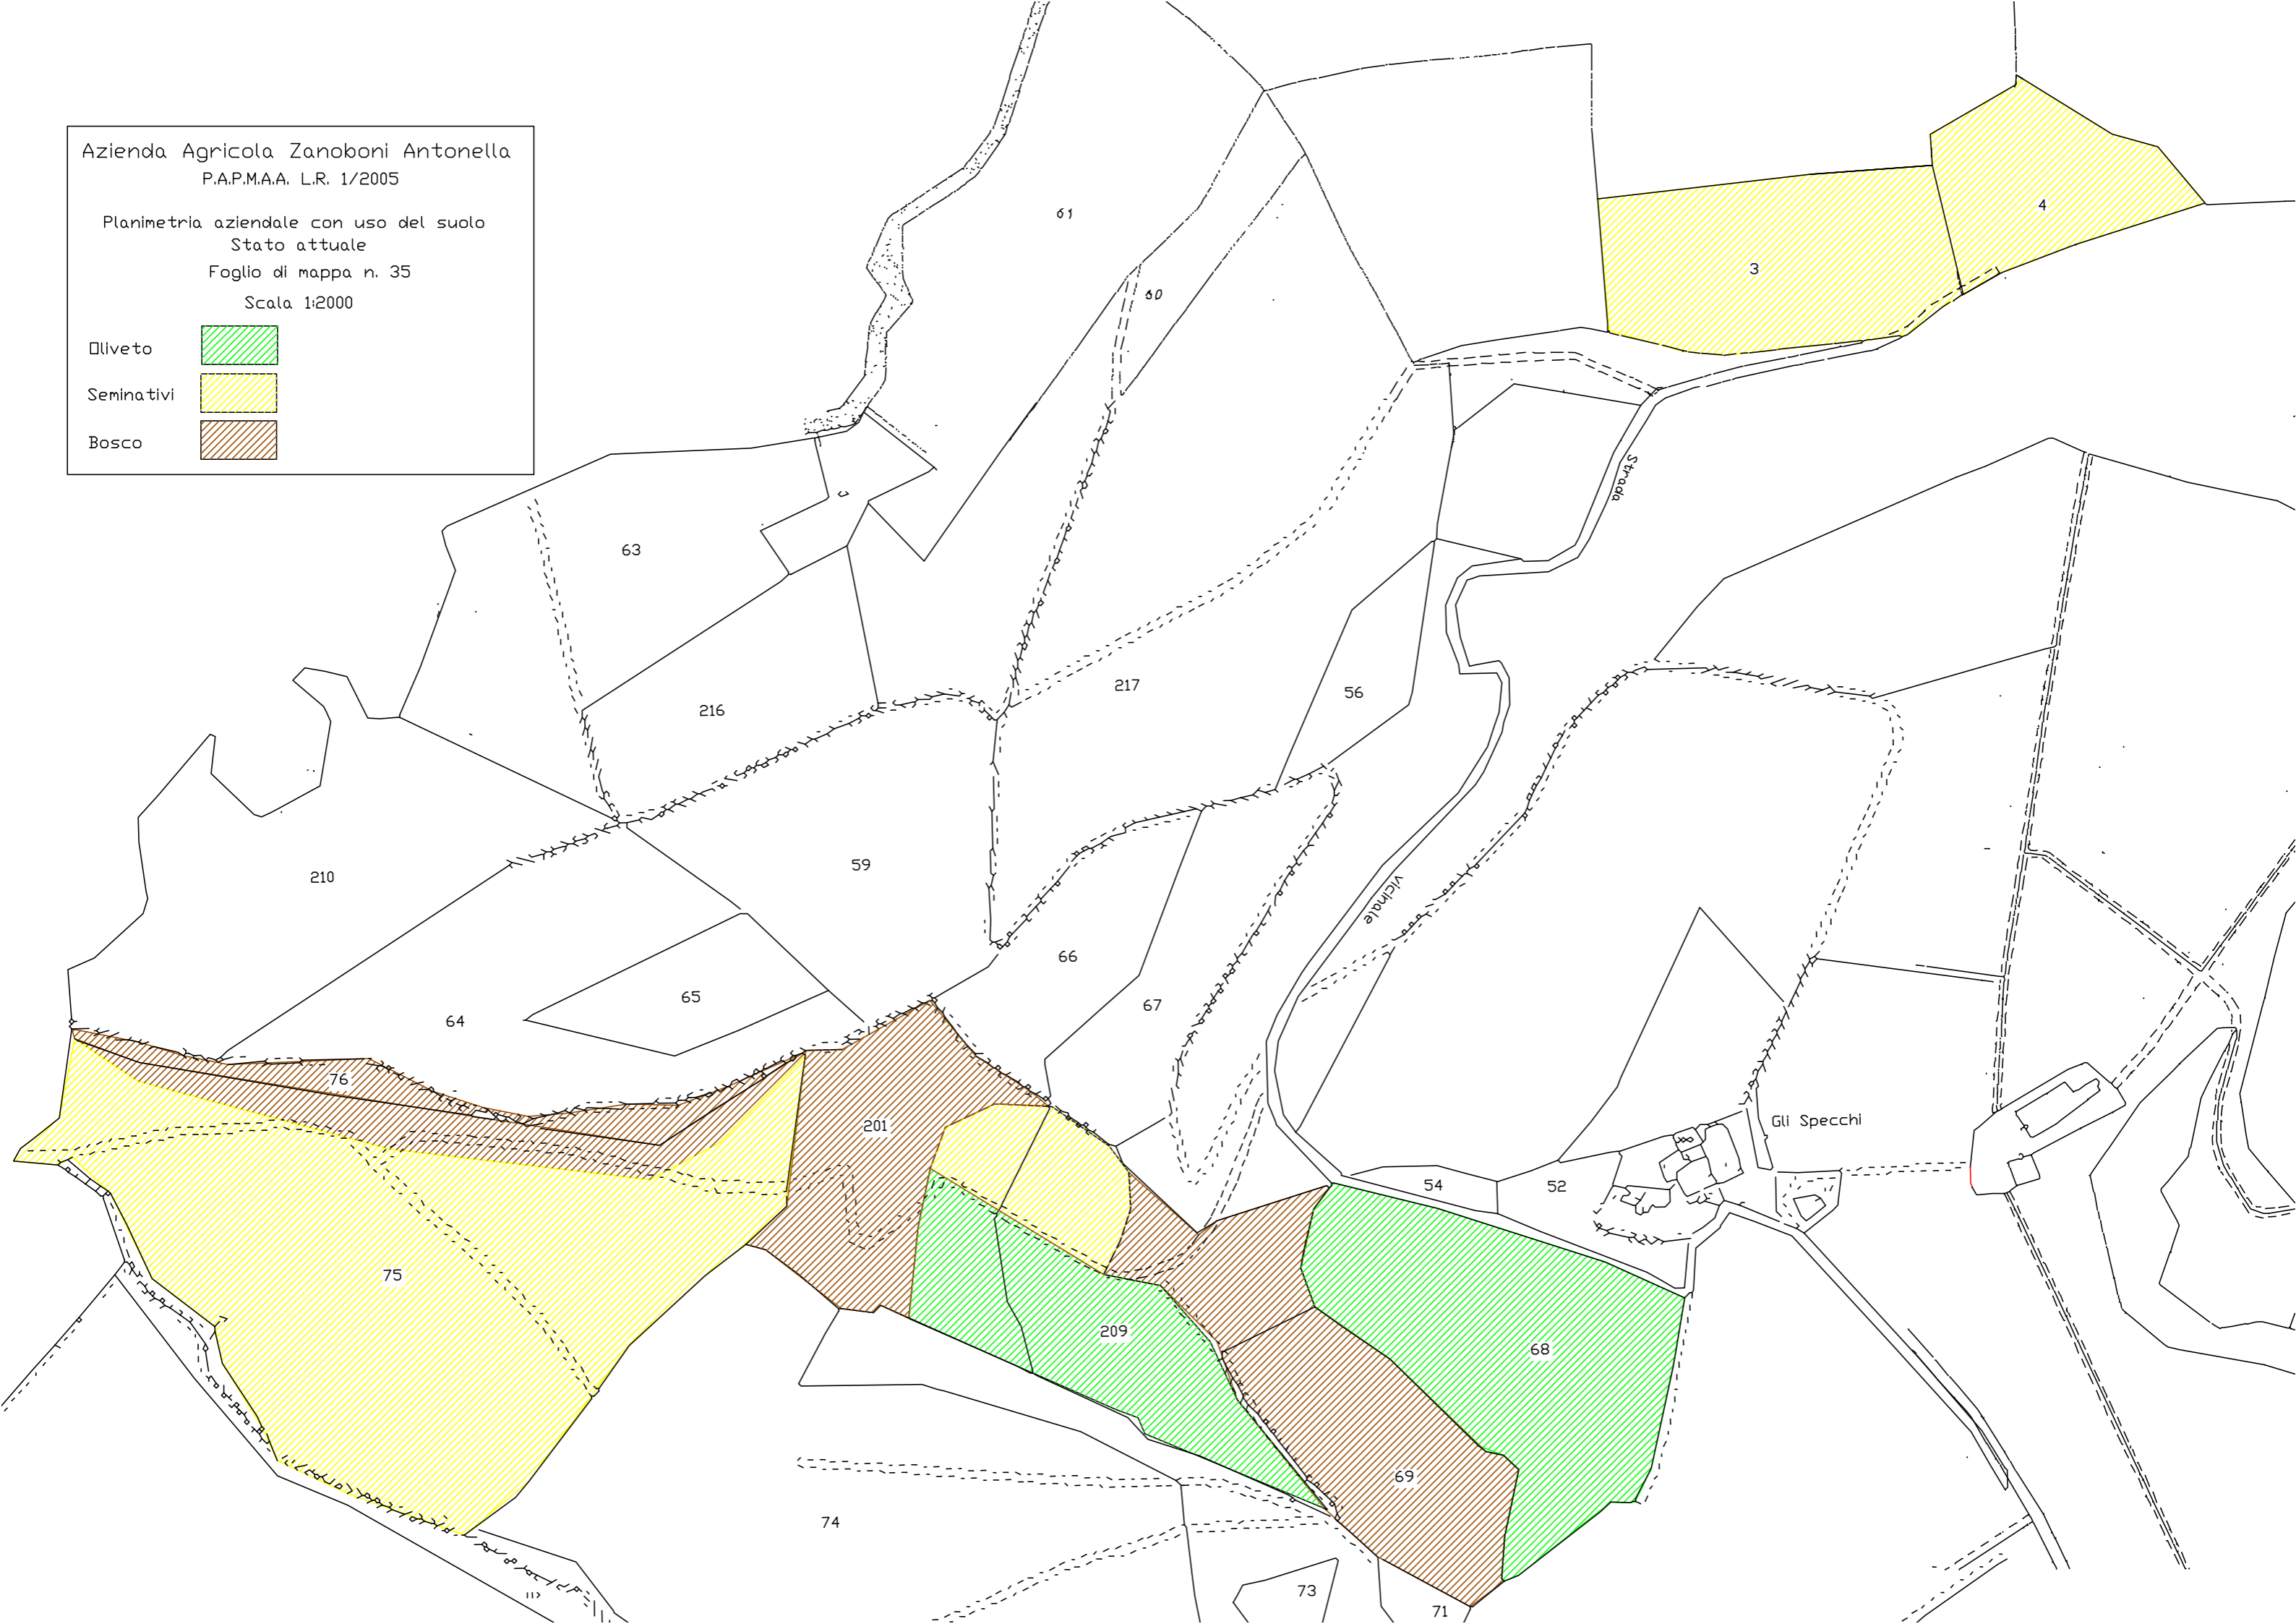 Azienda Agricola Zanoboni Antonella
P.A.P.M.A.A. L.R. 1/2005
Planimetria aziendale con uso del suolo
Stato attuale
Foglio di mappa n. 35
Scala 1:2000
Oliveto
Seminativi
Bosco
61
4
3
60
Strada
63
217
56
216
59
210
vicinale
66
65
67
64
76
Gli Specchi
201
54
52
75
209
68
69
74
73
71